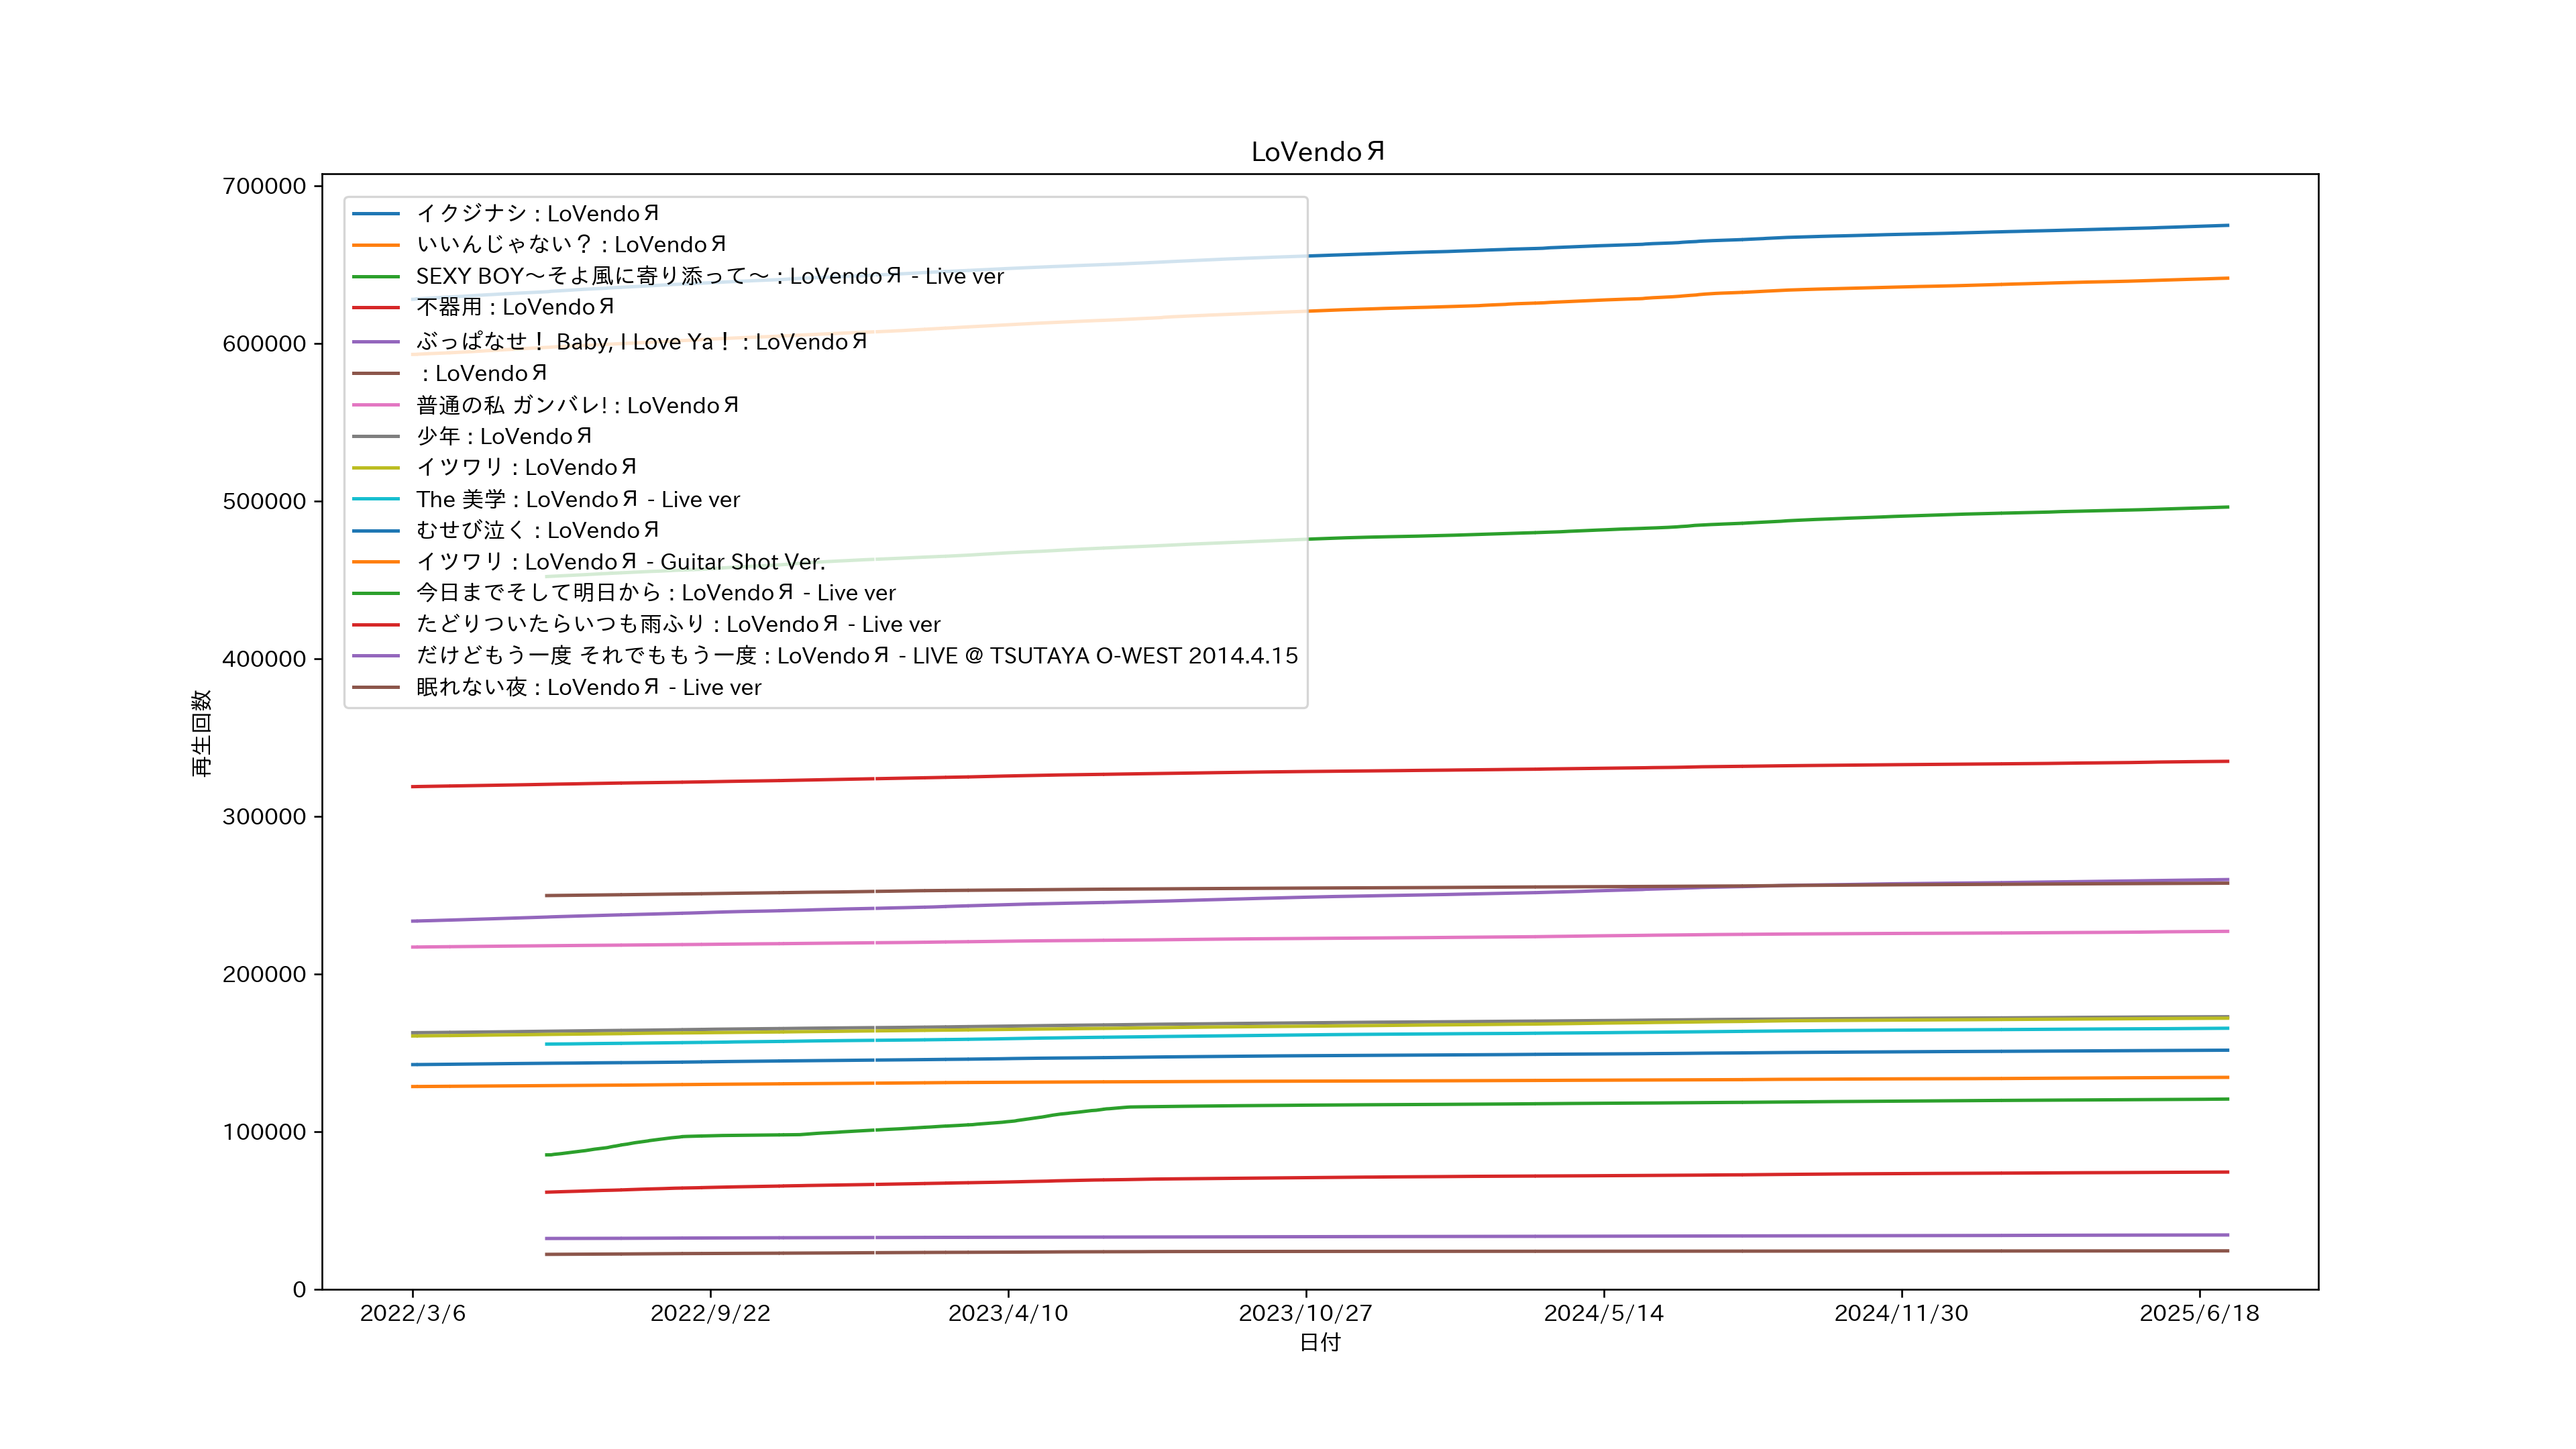 LoVendoЯ
700000
600000
500000
400000
300000
200000
100000
0
再生回数
イクジナシ : LoVendoЯ
いいんじゃない？ : LoVendoЯ
SEXY BOY～そよ風に寄り添って～ : LoVendoЯ - Live ver
不器用 : LoVendoЯ
ぶっぱなせ！ Baby, I Love Ya！ : LoVendoЯ
: LoVendoЯ
普通の私 ガンバレ! : LoVendoЯ
少年 : LoVendoЯ
イツワリ : LoVendoЯ
The 美学 : LoVendoЯ - Live ver
むせび泣く : LoVendoЯ
イツワリ : LoVendoЯ - Guitar Shot Ver.
今日までそして明日から : LoVendoЯ - Live ver
たどりついたらいつも雨ふり : LoVendoЯ - Live ver
だけどもう一度 それでももう一度 : LoVendoЯ - LIVE @ TSUTAYA O-WEST 2014.4.15
眠れない夜 : LoVendoЯ - Live ver
2022/3/6
2022/9/22
2023/4/10
2023/10/27
2024/5/14
2024/11/30
2025/6/18
日付